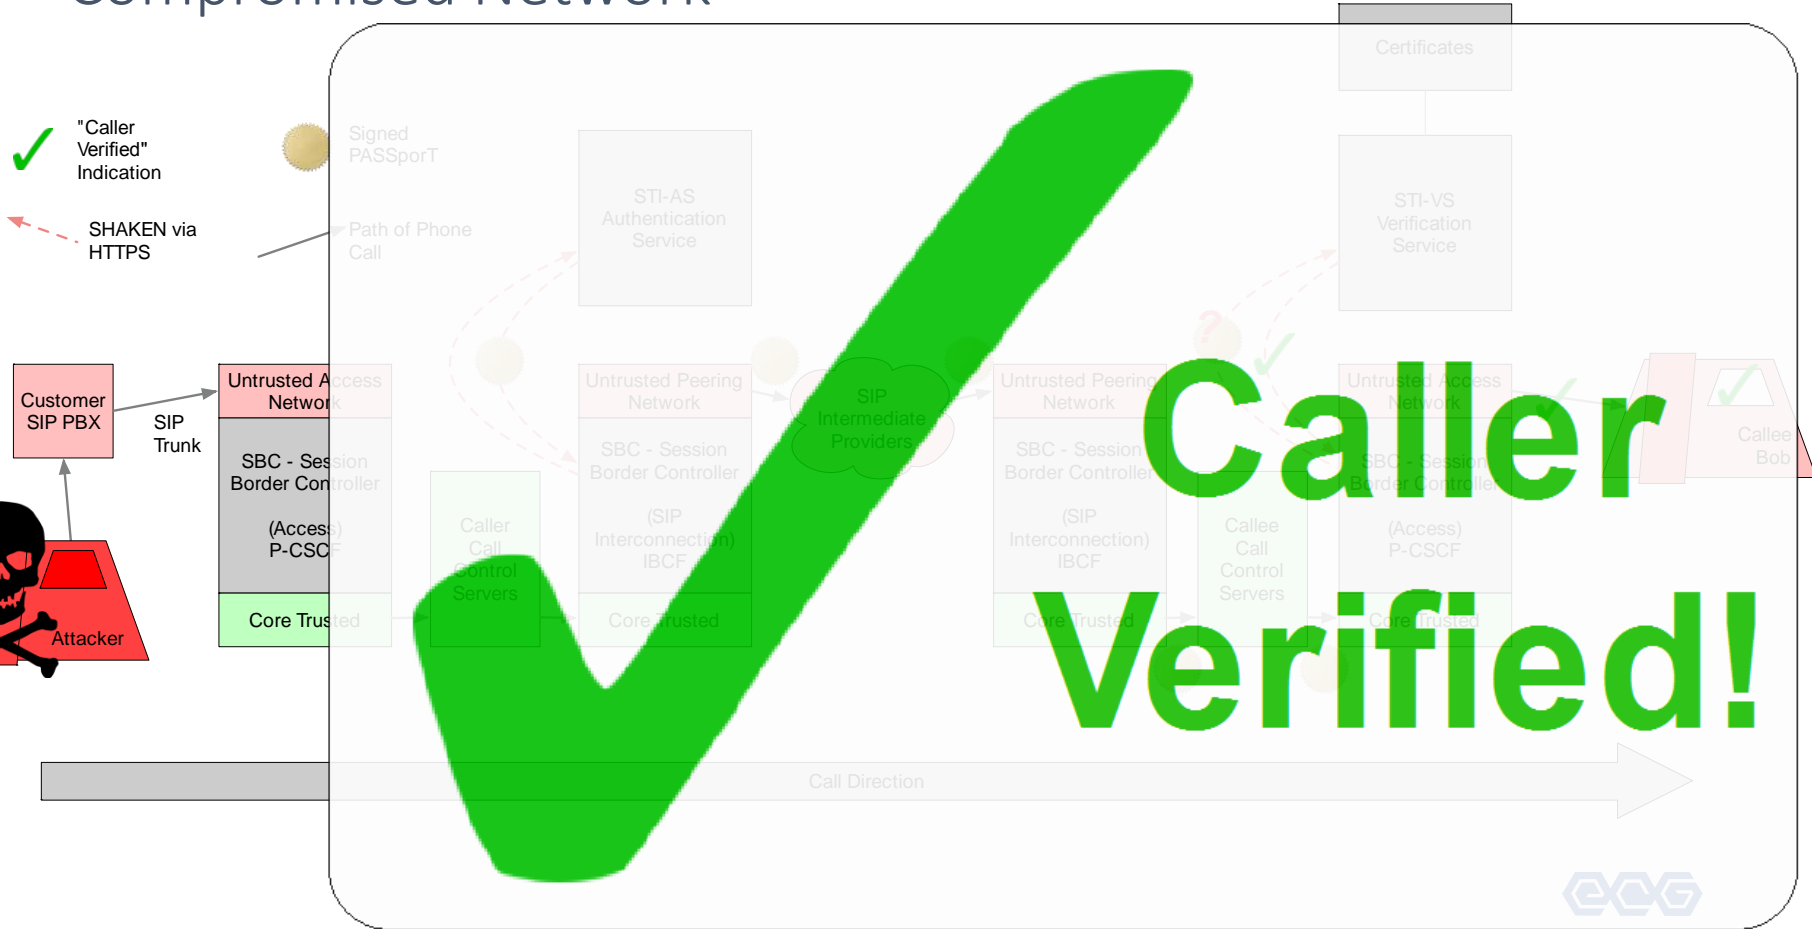 Compromised Network
Certificates
"Caller
Verified"
Indication
Signed
PASSporT
SHAKEN via
HTTPS
Path of Phone
Call
STI-AS
Authentication
Service
STI-VS
Verification
Service
Customer
SIP PBX
SIP
Trunk
Untrusted Access
Network
SBC - Session
Border Controller
(Access)
P-CSCF
Core Trusted
Caller
Call
Control
Servers
Untrusted Peering
Network
SBC - Session
Border Controller
(SIP
Interconnection)
IBCF
Core Trusted
SIP
Intermediate
Providers
Untrusted Peering
Network
SBC - Session
Border Controller
(SIP
Interconnection)
IBCF
Core Trusted
Callee
Call
Control
Servers
?
Untrusted Access
Network
SBC - Session
Border Controller
(Access)
P-CSCF
Core Trusted
Callee
Bob
Attacker
Caller
Verified!
Call Direction
ecg